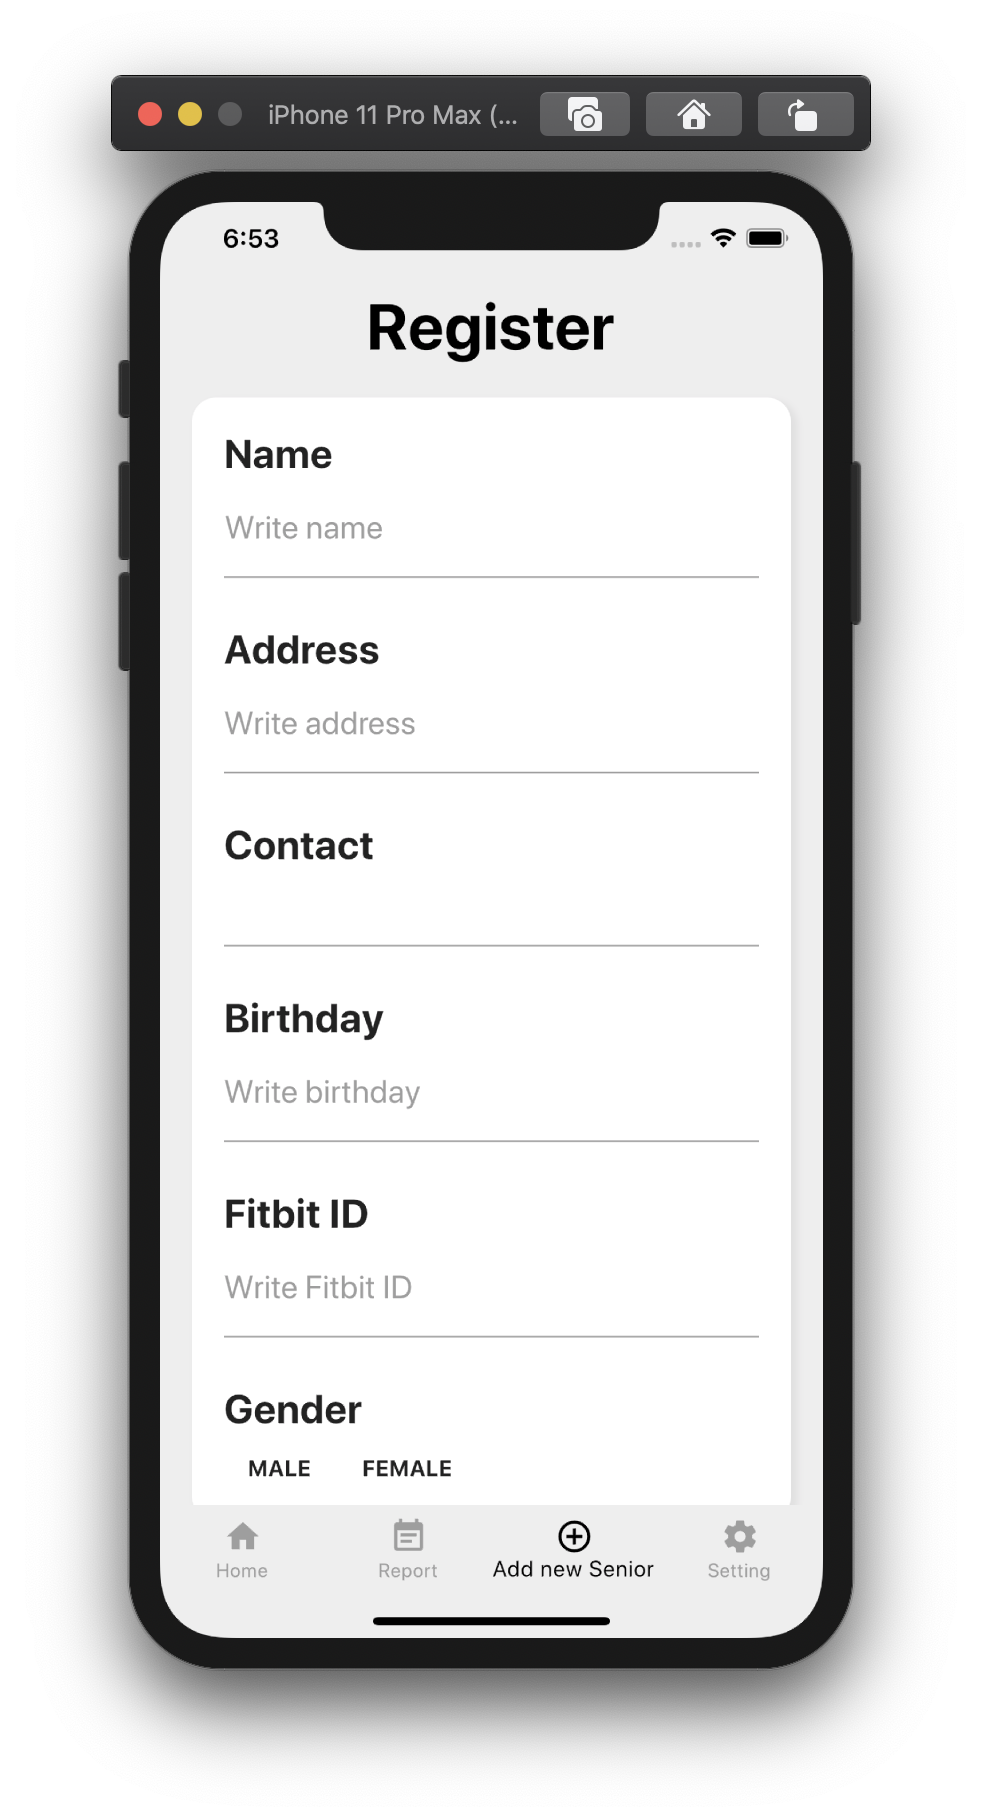 iPhone 11 Pro Max (...
6:53
Register
Name
Write name
Address
Write address
Contact
Birthday
Write birthday
Fitbit ID
Write Fitbit ID
Gender
MALE FEMALE
Home Report Add new Senior Setting